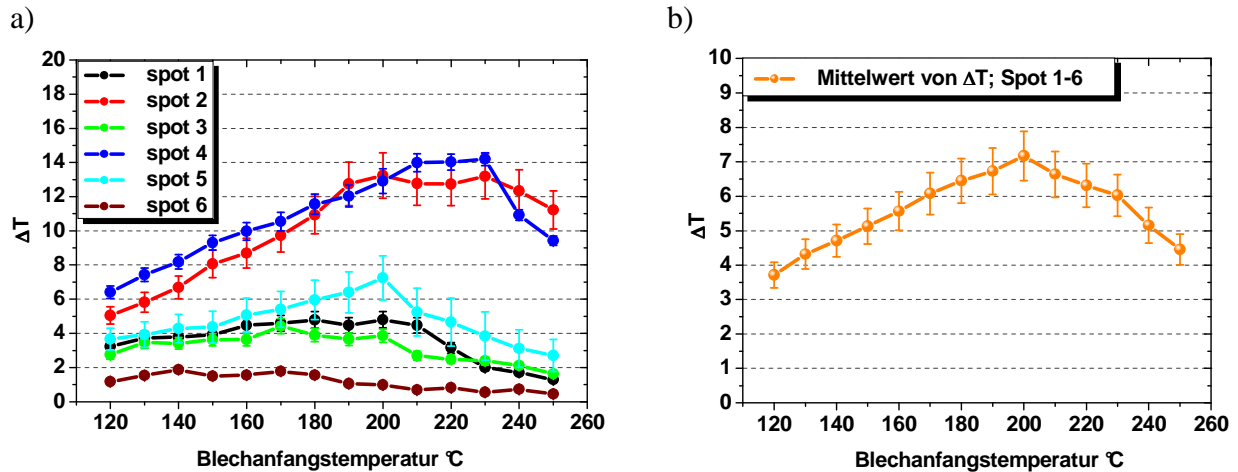 a)
20
18
16
14
12
10
8
6
4
2
0
ΔT
spot 1
spot 2
spot 3
spot 4
spot 5
spot 6
120 140 160 180 200 220 240 260
Blechanfangstemperatur °C
b)
10
9
8
7
6
5
4
3
2
1
0
ΔT
Mittelwert von ΔT; Spot 1-6
120 140 160 180 200 220 240 260
Blechanfangstemperatur °C